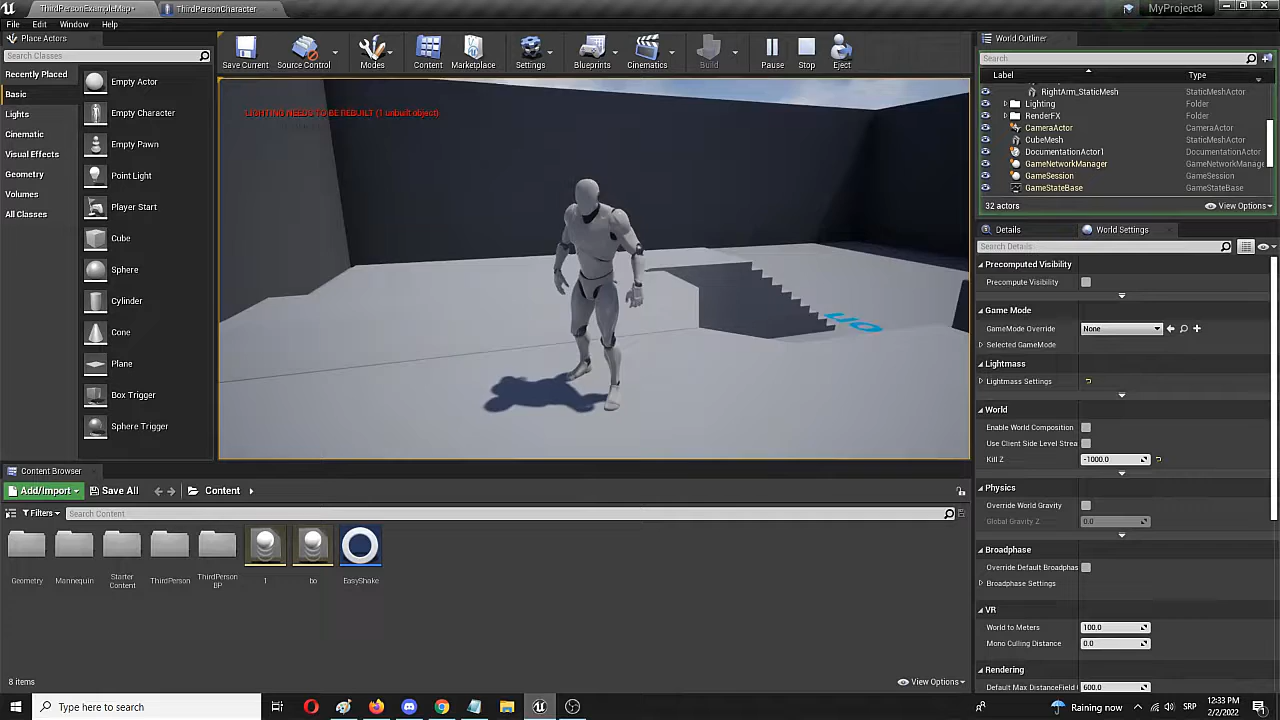 ThirdPersonExampleMap*
ThirdPersonCharacter
MyProject8
File Edit Window Help
Place Actors
Search Classes
Recently Placed
Basic
Lights
Cinematic
Visual Effects
Geometry
Volumes
All Classes
Empty Actor
Empty Character
Empty Pawn
Point Light
Player Start
Cube
Sphere
Cylinder
Cone
Plane
Box Trigger
Sphere Trigger
Save Current Source Control Modes Content Marketplace Settings Blueprints Cinematics Build Pause Stop Eject
LIGHTING NEEDS TO BE REBUILT (1 unbuilt object)
World Outliner
Search
Label Type
RightArm_StaticMesh StaticMeshActor
Lighting Folder
RenderFX Folder
CameraActor CameraActor
CubeMesh StaticMeshActor
DocumentationActor1 DocumentationActor
GameNetworkManager GameNetworkManage
GameSession GameSession
GameStateBase GameStateBase
32 actors View Options
Details World Settings
Search Details
Precomputed Visibility
Precompute Visibility
Game Mode
GameMode Override None
Selected GameMode
Lightmass
Lightmass Settings
World
Enable World Composition
Use Client Side Level Strea
Kill Z -1000.0
Physics
Override World Gravity
Global Gravity Z 0.0
Broadphase
Override Default Broadphas
Broadphase Settings
VR
World to Meters 100.0
Mono Culling Distance 0.0
Rendering
Default Max DistanceField 600.0
Content Browser
Add/Import Save All Content
Filters Search Content
Geometry
Mannequin
Starter
Content
ThirdPerson
ThirdPerson
BP
1
bo
EasyShake
8 items View Options
Type here to search
Raining now SRP 12:33 PM
2/2/2022